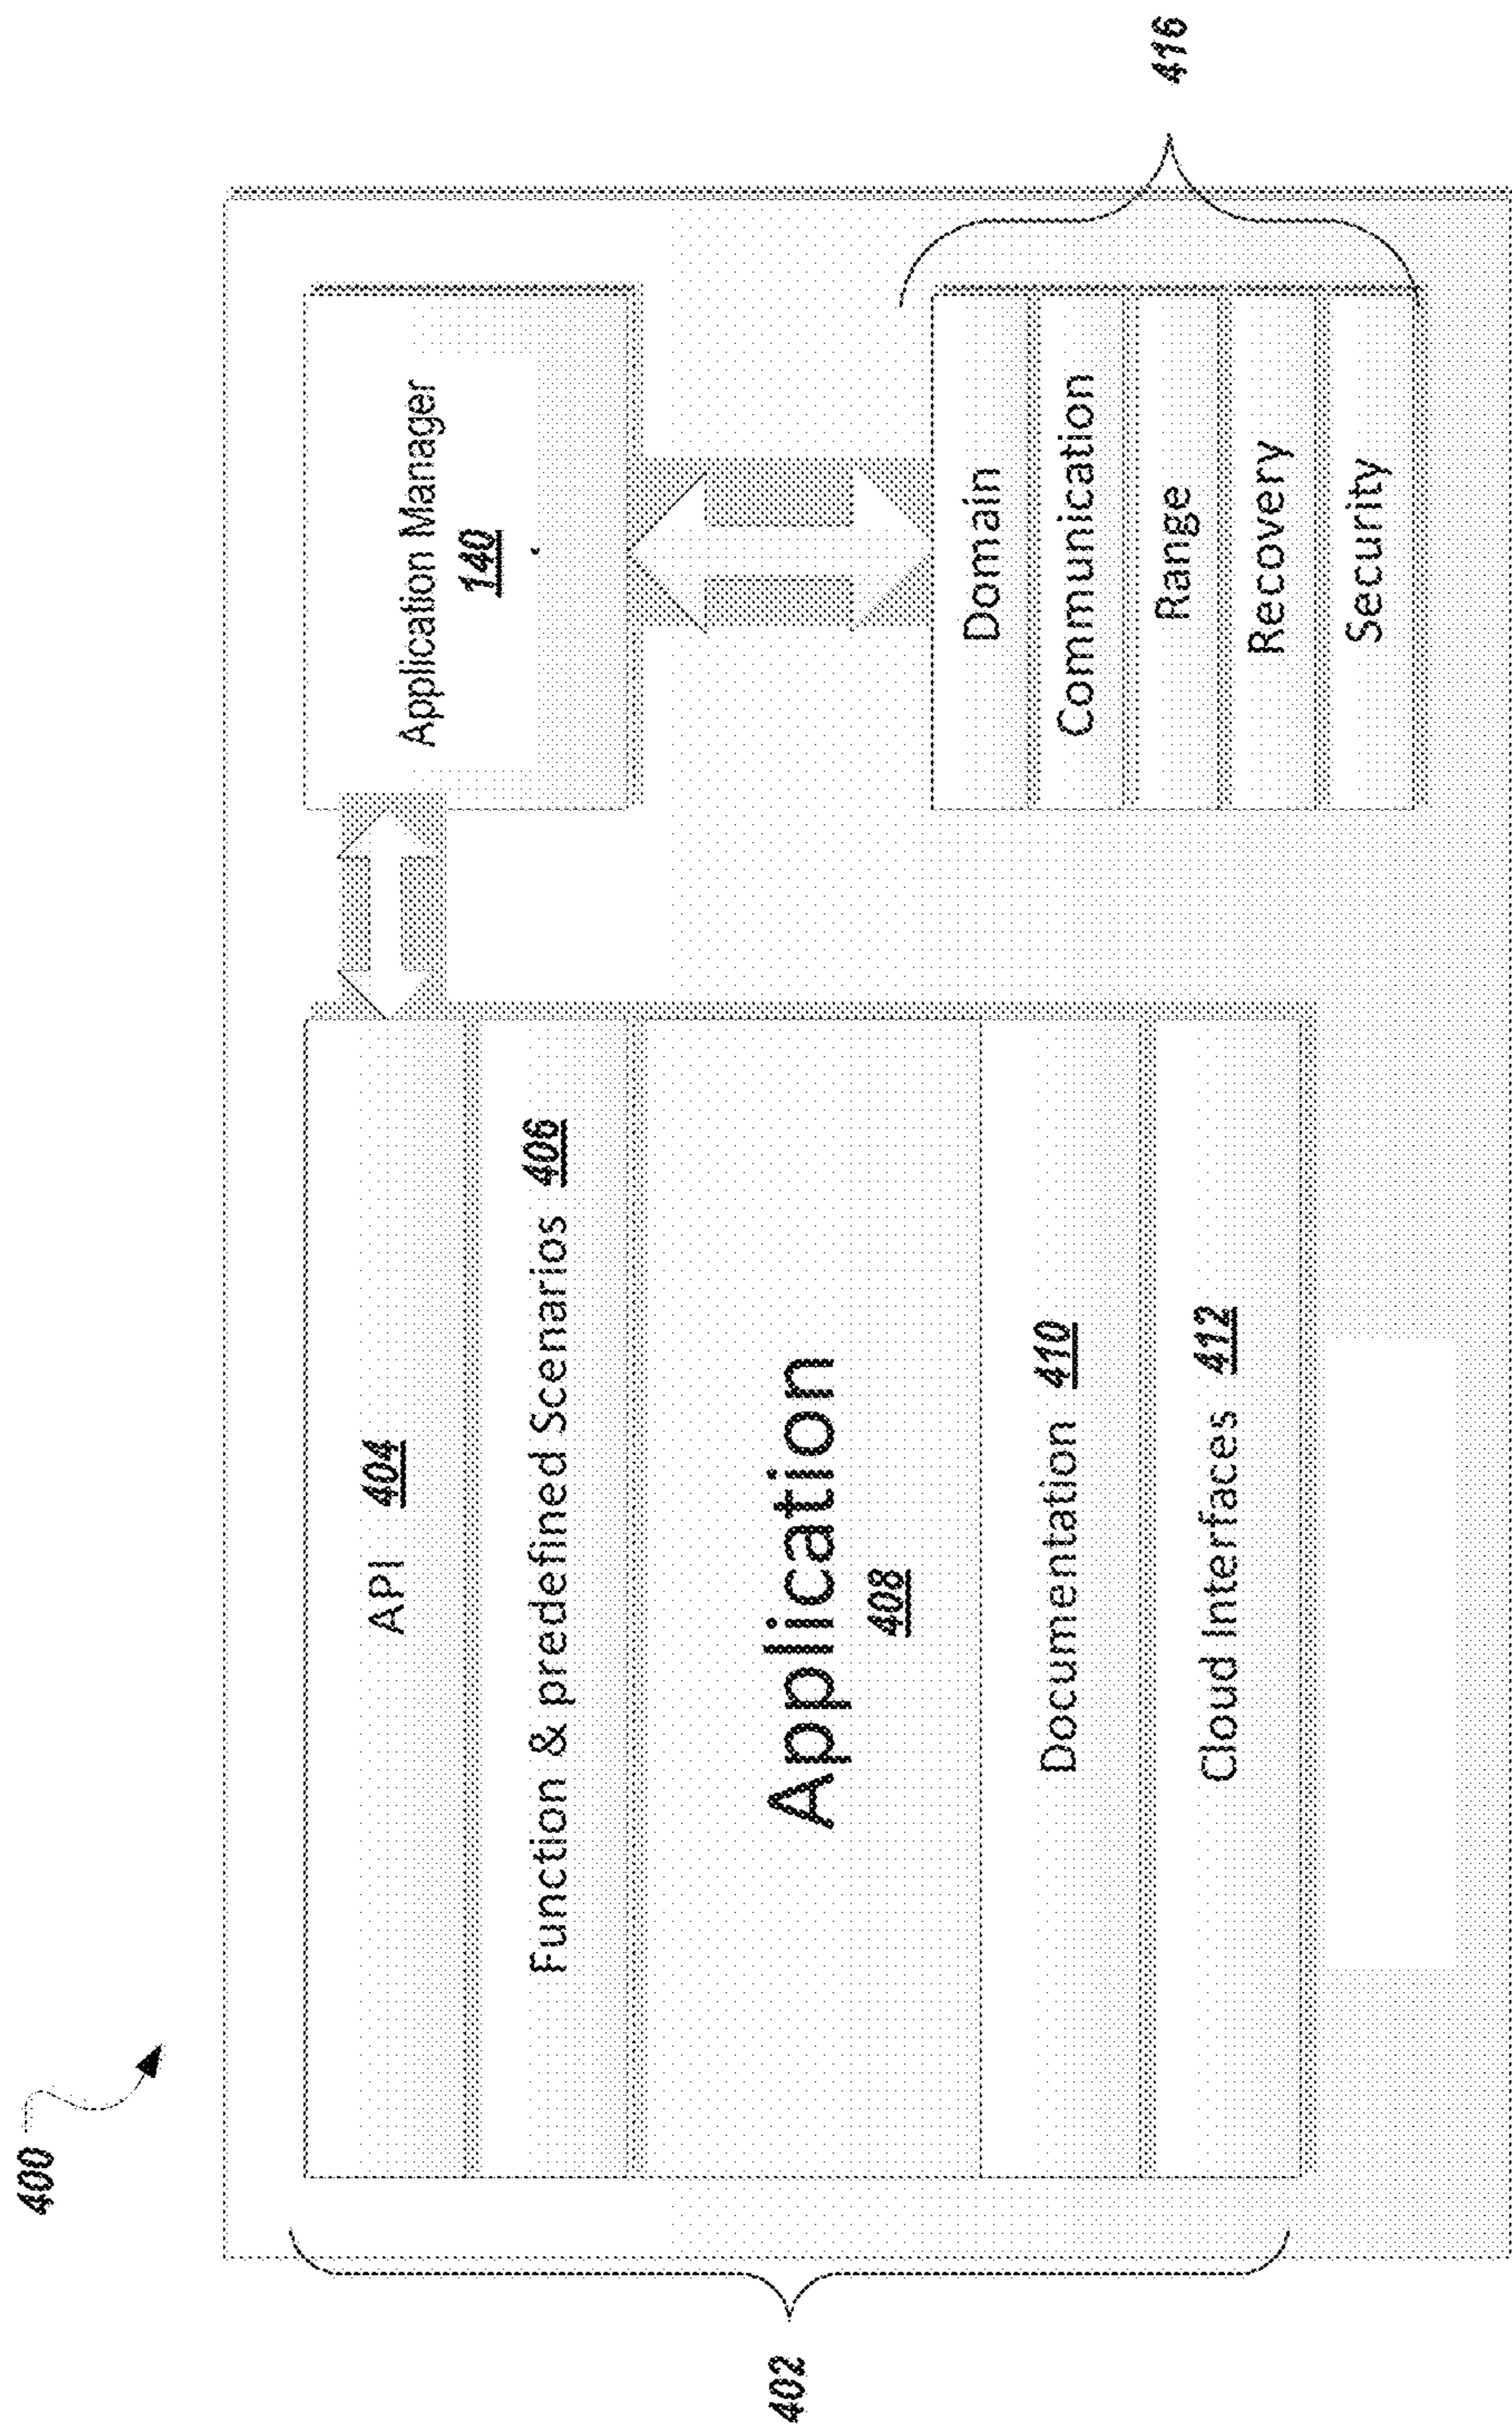 400
402
API 404
Function & predefined Scenarios 406
Application
408
Documentation 410
Cloud Interfaces 412
Application Manager
140
Domain
Communication
Range
Recovery
Security
416